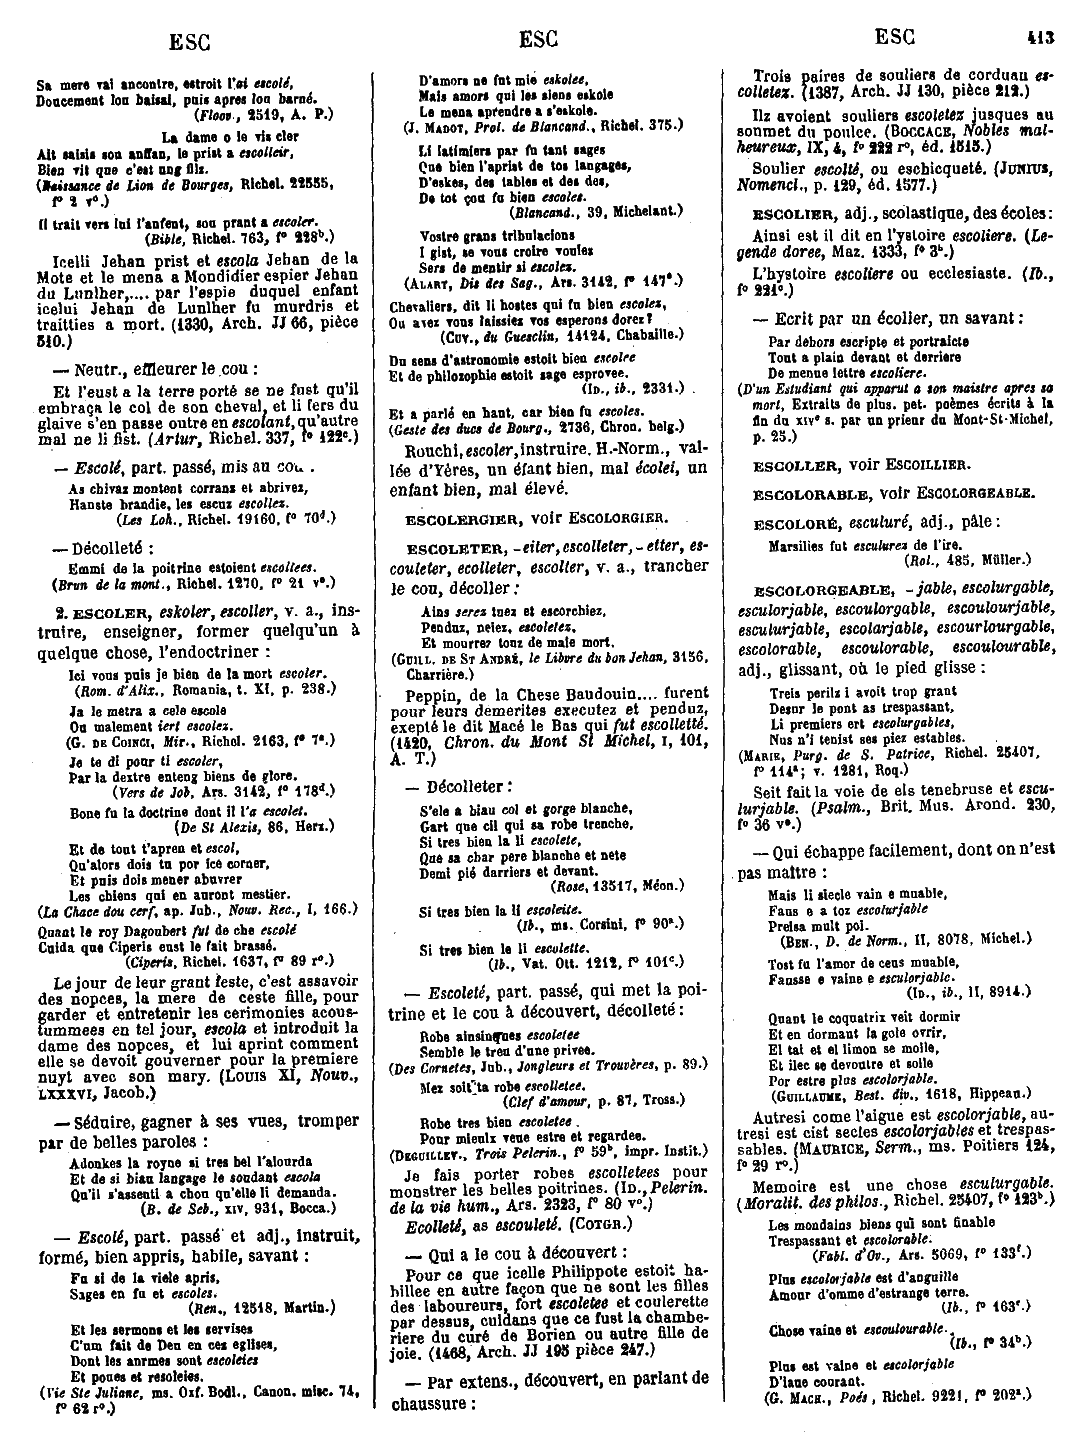 ESC
ESC
ESC 413
Sa mere vai ancontre, estroit l'ai escolé,
Doucement lou baisai, puis apres lou barné.
(Floov., 2519, A. P.)
La dame o le vis cler
Ait saisis son anffan, le prist a escolleir,
Bien vit que c'est ung filz.
(Naissance de Lion de Bourges, Richel. 22555,
f° 2 v°.)
Il trait vers lui l'anfent, sou prant a escoler.
(Bible, Richel. 763, f° 228b.)
Icelli Jehan prist et escola Jehan de la
Mote et le mena a Mondidier espier Jehan
du Lunlher,.... par l'espie duquel enfant
icelui Jehan de Lunlher fu murdris et
traitties a mort. (1330, Arch. JJ 66, pièce
510.)
— Neutr., effleurer le cou :
Et l'eust a la terre porté se ne fust qu'il
embraça le col de son cheval, et li fers du
glaive s'en passe outre en escolant, qu'autre
mal ne li fist. (Artur, Richel. 337, f° 122c.)
— Escolé, part. passé, mis au cou .
As chivaz montent corrans et abrivez,
Hanste brandie, les escuz escollez.
(Les Loh., Richel. 19160, f° 70d.)
— Décolleté :
Emmi de la poitrine estoient escollees.
(Brun de la mont., Richel. 1270, f° 21 v°.)
2. ESCOLER, eskoler, escoller, v. a., ins-
truire, enseigner, former quelqu'un à
quelque chose, l'endoctriner :
Ici vous puis je bien de la mort escoler.
(Rom. d'Alix., Romania, t. XI, p. 238.)
Ja le metra a cele escole
Ou malement iert escolez.
(G. DE COINCI, Mir., Richel. 2163, f° 7a.)
Je te di pour ti escoler,
Par la dextre enteng biens de glore.
(Vers de Job, Ars. 3142, f° 178d.)
Bone fu la doctrine dont il l'a escolet.
(De St Alexis, 86, Herz.)
Et de tout t'apren et escol,
Qu'alors dois tu por ice corner,
Et puis dois mener abuvrer
Les chiens qui en auront mestier.
(La Chace dou cerf, ap. Jub., Nouv. Rec., I, 166.)
Quant le roy Dagoubert fut de che escolé
Cuida que Ciperis eust le fait brassé.
(Ciperis, Richel. 1637, f° 89 r°.)
Le jour de leur grant feste, c'est assavoir
des nopces, la mere de ceste fille, pour
garder et entretenir les cerimonies acous-
tummees en tel jour, escola et introduit la
dame des nopces, et lui aprint comment
elle se devoit gouverner pour la premiere
nuyt avec son mary. (LOUIS XI, Nouv.,
LXXXVI, Jacob.)
— Séduire, gagner à ses vues, tromper
par de belles paroles :
Adonkes la royne si tres bel l'alourda
Et de si biau langage le soudant escola
Qu'il s'assenti a chou qu'elle li demanda.
(B. de Seb., XIV, 931, Bocca.)
— Escolé, part. passé et adj., instruit,
formé, bien appris, habile, savant :
Fu si de la viele apris,
Sages en fu et escoles.
(Ren., 12518, Martin.)
Et les sermons et les servises
C'um fait de Deu en ces eglises,
Dont les anrmes sont escoleies
Et poues et resoleies.
(Vie Ste Juliane, ms. Oxf. Bodl., Canon. misc. 74,
f° 62 r°.)
D'amors ne fut mie eskolee,
Mais amors qui les siens eskole
Le mena aprendre a s'eskole.
(J. MADOT, Prol. de Blancand., Richel. 375.)
Li latimiers par fu tant sages
Que bien l'aprist de tos langages,
D'eskes, des tables et des des,
De tot çou fu bien escoles.
(Blancand., 39, Michelant.)
Vostre grans tribulacions
I gist, se vous croire voulez
Sers de mentir si escolez.
(ALART, Dis des Sag., Ars. 3142, f° 147a.)
Chevaliers, dit li hostes qui fu bien escolez,
Ou avez vous laissiez vos esperons dorez?
(CUV., du Guesclin, 14124, Chabaille.)
Du sens d'astronomie estoit bien escolee
Et de philozophie estoit sage esprovee.
(ID., ib., 2331.)
Et a parlé en haut, car bien fu escoles.
(Geste des ducs de Bourg., 2736, Chron. belg.)
Rouchi, escoler, instruire. H.-Norm., val-
lée d'Yères, un éfant bien, mal écolei, un
enfant bien, mal élevé.
ESCOLERGIER, voir ESCOLORGIER.
ESCOLETER, -eiter, escolleter, -etter, es-
couleter, ecolleter, escolter, v. a., trancher
le cou, décoller :
Ains serez tuez et escorchiez,
Penduz, neiez, escoletez,
Et mourrez touz de male mort.
(GUILL. DE ST ANDRÉ, le Libvre du bon Jehan, 3156,
Charrière.)
Peppin, de la Chese Baudouin.... furent
pour leurs demerites executez et penduz,
exepté le dit Macé le Bas qui fut escolletté.
(1420, Chron. du Mont St Michel, I, 101,
A. T.)
— Décolleter :
S'ele a biau col et gorge blanche,
Gart que cil qui sa robe trenche,
Si tres bien la li escolete,
Que sa char pere blanche et nete
Demi pié darriers et devant.
(Rose, 13517, Méon.)
Si tres bien la li escoleite.
(Ib., ms. Corsini, f° 90a.)
Si tres bien le li esculette.
(Ib., Vat. Ott. 1212, f° 101c.)
— Escoleté, part. passé, qui met la poi-
trine et le cou à découvert, décolleté :
Robe ainsinques escoletee
Semble le treu d'une privee.
(Des Cornetes, Jub., Jongleurs et Trouvères, p. 89.)
Mez soit ta robe escolletee.
(Clef d'amour, p. 87, Tross.)
Robe tres bien escoletee .
Pour mieulx veue estre et regardee.
(DEGUILLEV., Trois Pelerin., f° 59b, impr. Instit.)
Je fais porter robes escolletees pour
monstrer les belles poitrines. (ID., Pelerin.
de la vie hum., Ars. 2323, f° 80 v°.)
Ecolleté, as escouleté. (COTGR.)
— Qui a le cou à découvert :
Pour ce que icelle Philippote estoit ha-
billee en autre façon que ne sont les filles
des laboureurs, fort escoletee et coulerette
par dessus, cuidans que ce fust la chambe-
riere du curé de Borien ou autre fille de
joie. (1468, Arch. JJ 195 pièce 247.)
— Par extens., découvert, en parlant de
chaussure :
Trois paires de souliers de corduau es-
colletez. (1387, Arch. JJ 130, pièce 212.)
Ilz avoient souliers escoletez jusques au
sonmet du poulce. (BOCCACE, Nobles mal-
heureux, IX, 4, f° 222 r°, éd. 1515.)
Soulier escolté, ou eschicqueté. (JUNIUS,
Nomencl., p. 129, éd. 1577.)
ESCOLIER, adj., scolastique, des écoles:
Ainsi est il dit en l'ystoire escoliere. (Le-
gende doree, Maz. 1333, f° 3b.)
L'hystoire escoliere ou ecclesiaste. (Ib.,
f° 221c.)
— Ecrit par un écolier, un savant :
Par dehors escripte et portraicte
Tout a plain devant et derriere
De menue lettre escoliere.
(D'un Estudiant qui apparut a son maistre apres sa
mort, Extraits de plus. pet. poèmes écrits à la
fin du XIVe s. par un prieur du Mont-St-Michel,
p. 25.)
ESCOLLER, voir ESCOILLIER.
ESCOLORABLE, voir ESCOLORGEABLE.
ESCOLORÉ, esculuré, adj., pâle :
Marsilies fut esculurez de l'ire.
(Rol., 485, Müller.)
ESCOLORGEABLE, -jable, escolurgable,
esculorjable, escoulorgable, escoulourjable,
esculurjable, escolarjable, escourlourgable,
escolorable, escoulorable, escoulourable,
adj., glissant, où le pied glisse :
Treis perilz i avoit trop grant
Desor le pont as trespassant,
Li premiers ert escolurgables,
Nus n'i tenist ses piez estables.
(MARIE, Purg. de S. Patrice, Richel. 25407,
f° 114a; v. 1281, Roq.)
Seit fait la voie de els tenebruse et escu-
lurjable. (Psalm., Brit. Mus. Arond. 230,
f° 36 v°.)
— Qui échappe facilement, dont on n'est
pas maître :
Mais li siecle vain e muable,
Faus e a toz escolurjable
Preisa mult poi.
(BEN., D. de Norm., II, 8078, Michel.)
Tost fu l'amor de ceus muable,
Fausse e vaine e esculorjable.
(ID., ib., II, 8914.)
Quant le coquatrix veit dormir
Et en dormant la gole ovrir,
El tai et el limon se moile,
Et ilec se devoutre et soile
Por estre plus escolorjable.
(GUILLAUME, Best. div., 1618, Hippeau.)
Autresi come l'aigue est escolorjable, au-
tresi est cist secles escolorjables et trespas-
sables. (MAURICE, Serm., ms. Poitiers 124,
f° 29 r°.)
Memoire est une chose esculurgable.
(Moralit. des philos., Richel. 25407, f° 123b.)
Les mondains biens qui sont finable
Trespassant et escolorable.
(Fabl. d'Ov., Ars. 5069, f° 133f.)
Plus escolorjable est d'anguille
Amour d'omme d'estrange terre.
(Ib., f° 163c.)
Chose vaine et escoulourable.
(Ib., f° 34b.)
Plus est vaine et escolorjable
D'iaue courant.
(G. MACH., Poés, Richel. 9221, f° 202a.)